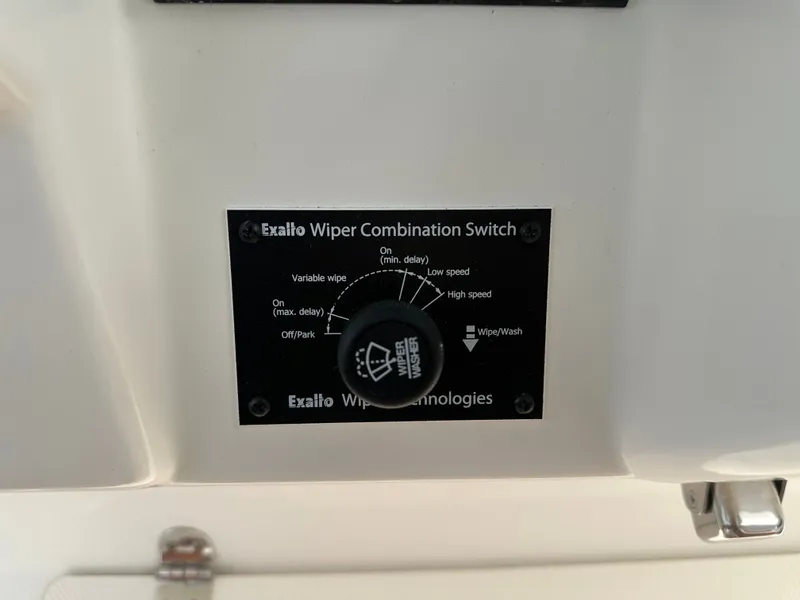 Exalto Wiper Combination Switch
On
(min. delay)
Low speed
Variable wipe
High speed
On
(max. delay)
Off/Park
Wipe/Wash
WIPER
WASHER
Exalto